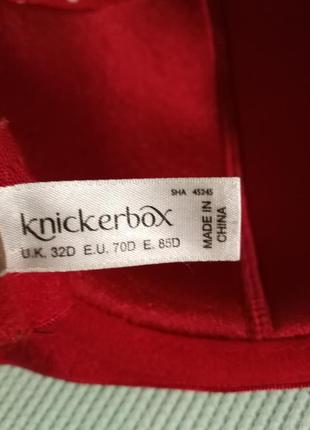 SHA 45245
knickerbox
U.K. 32D E.U. 70D E. 85D
MADE IN
CHINA